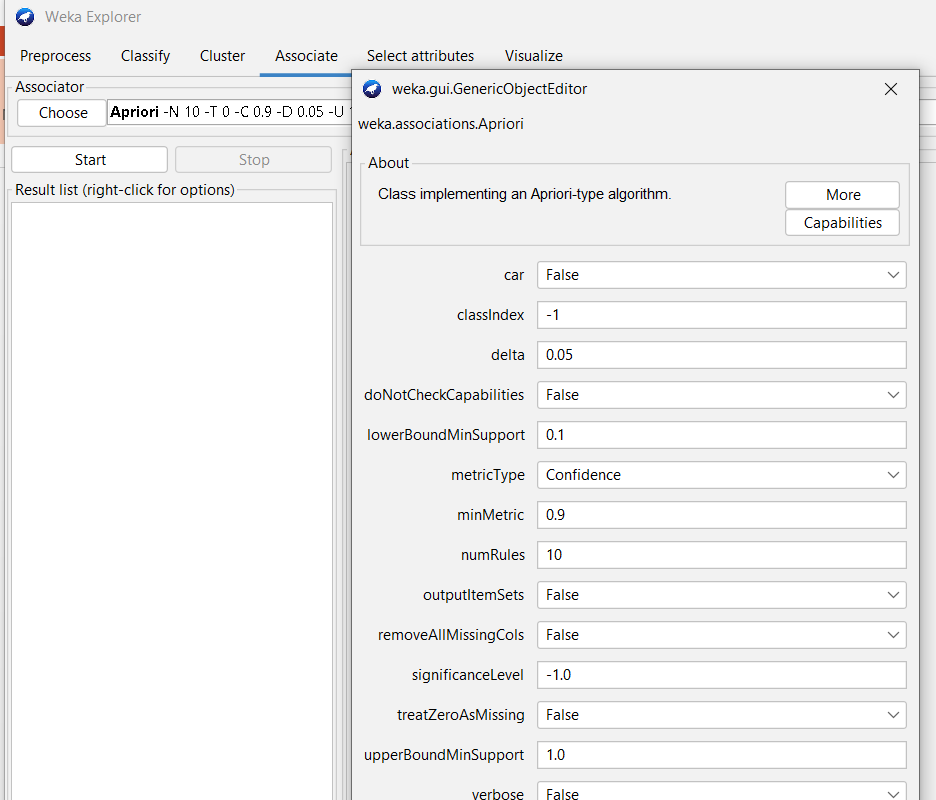 Weka Explorer
Preprocess Classify Cluster Associate Select attributes Visualize
Associator
Choose Apriori -N 10 -T 0 -C 0.9 -D 0.05 -U
Start Stop
Result list (right-click for options)
weka.gui.GenericObjectEditor
weka.associations.Apriori
About
Class implementing an Apriori-type algorithm.
More
Capabilities
car False
classIndex -1
delta 0.05
doNotCheckCapabilities False
lowerBoundMinSupport 0.1
metricType Confidence
minMetric 0.9
numRules 10
outputItemSets False
removeAllMissingCols False
significanceLevel -1.0
treatZeroAsMissing False
upperBoundMinSupport 1.0
verbose False